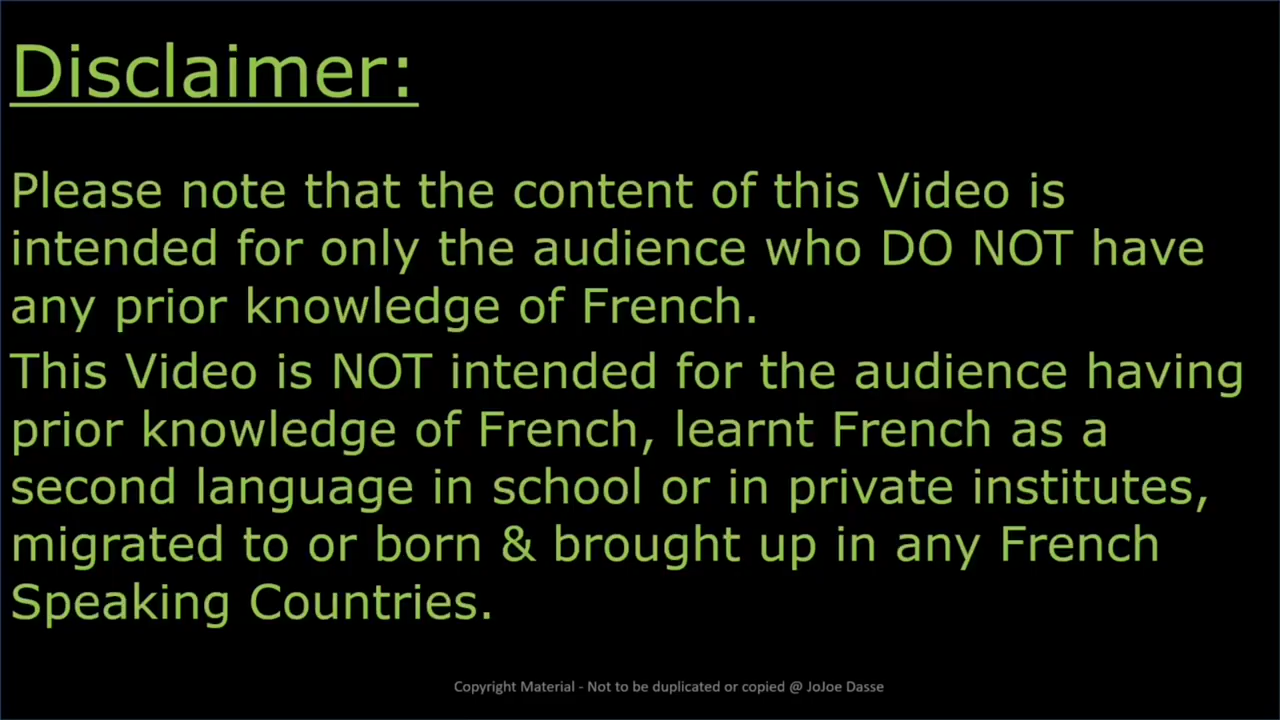 Disclaimer:
Please note that the content of this Video is
intended for only the audience who DO NOT have
any prior knowledge of French.
This Video is NOT intended for the audience having
prior knowledge of French, learnt French as a
second language in school or in private institutes,
migrated to or born & brought up in any French
Speaking Countries.
Copyright Material - Not to be duplicated or copied @ JoJoe Dasse